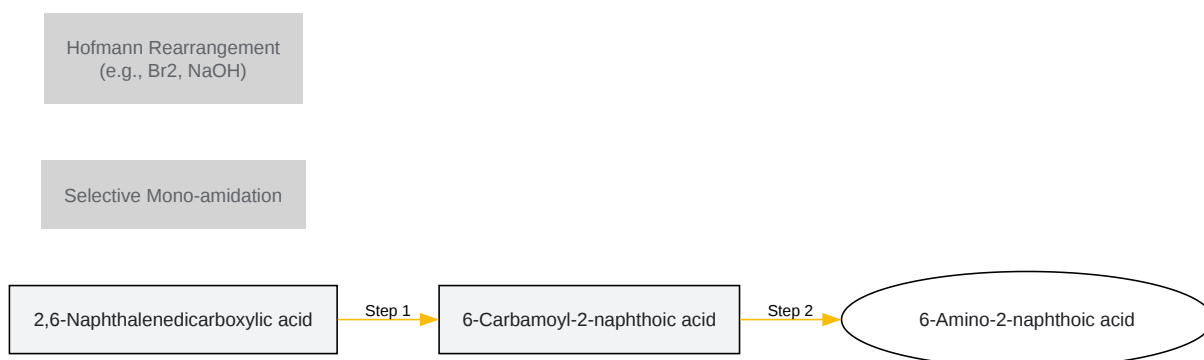 Hofmann Rearrangement
(e.g., Br2, NaOH)
Selective Mono-amidation
2,6-Naphthalenedicarboxylic acid
Step 1
6-Carbamoyl-2-naphthoic acid
Step 2
6-Amino-2-naphthoic acid